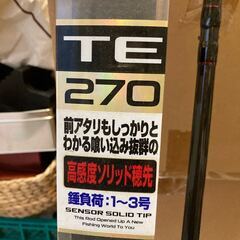 TE
270
前アタリもしっかりと
わかる喰い込み抜群の
高感度ソリッド穂先
錘負荷:1~3号
SENSOR SOLID TIP
This Rod Opened Up A New
Fishing World To You